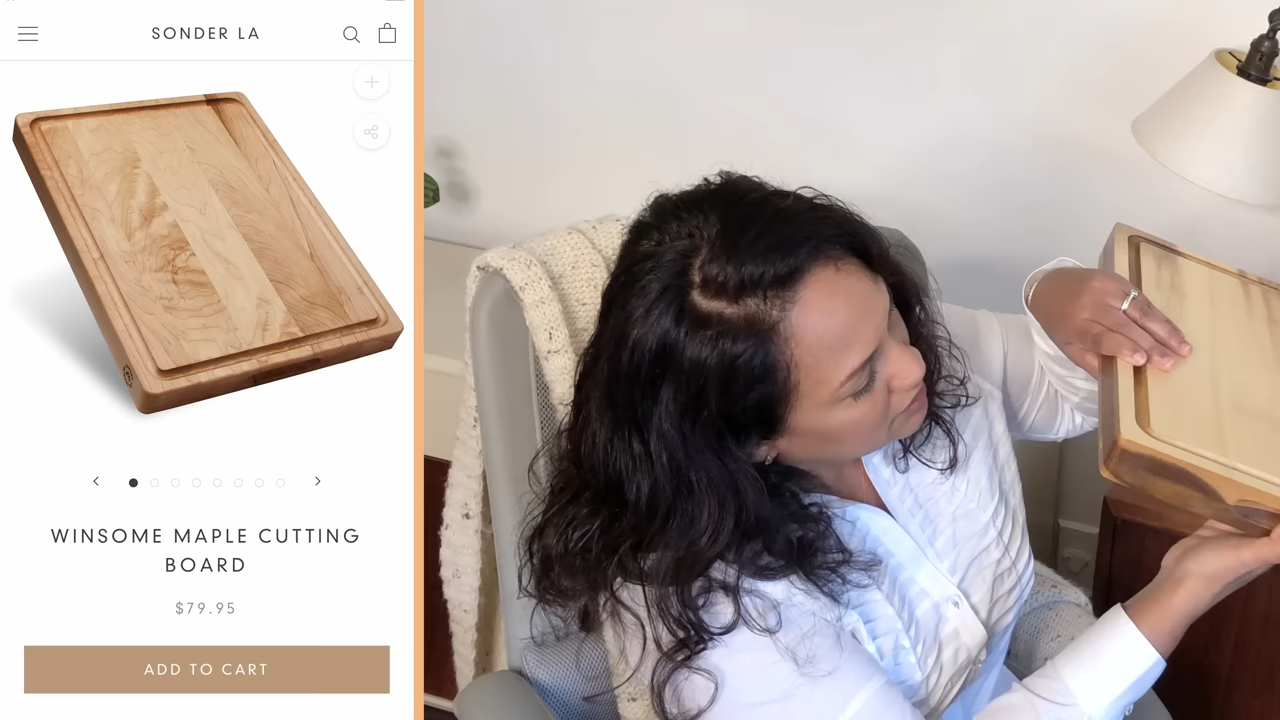 SONDER LA
WINSOME MAPLE CUTTING
BOARD
$79.95
ADD TO CART